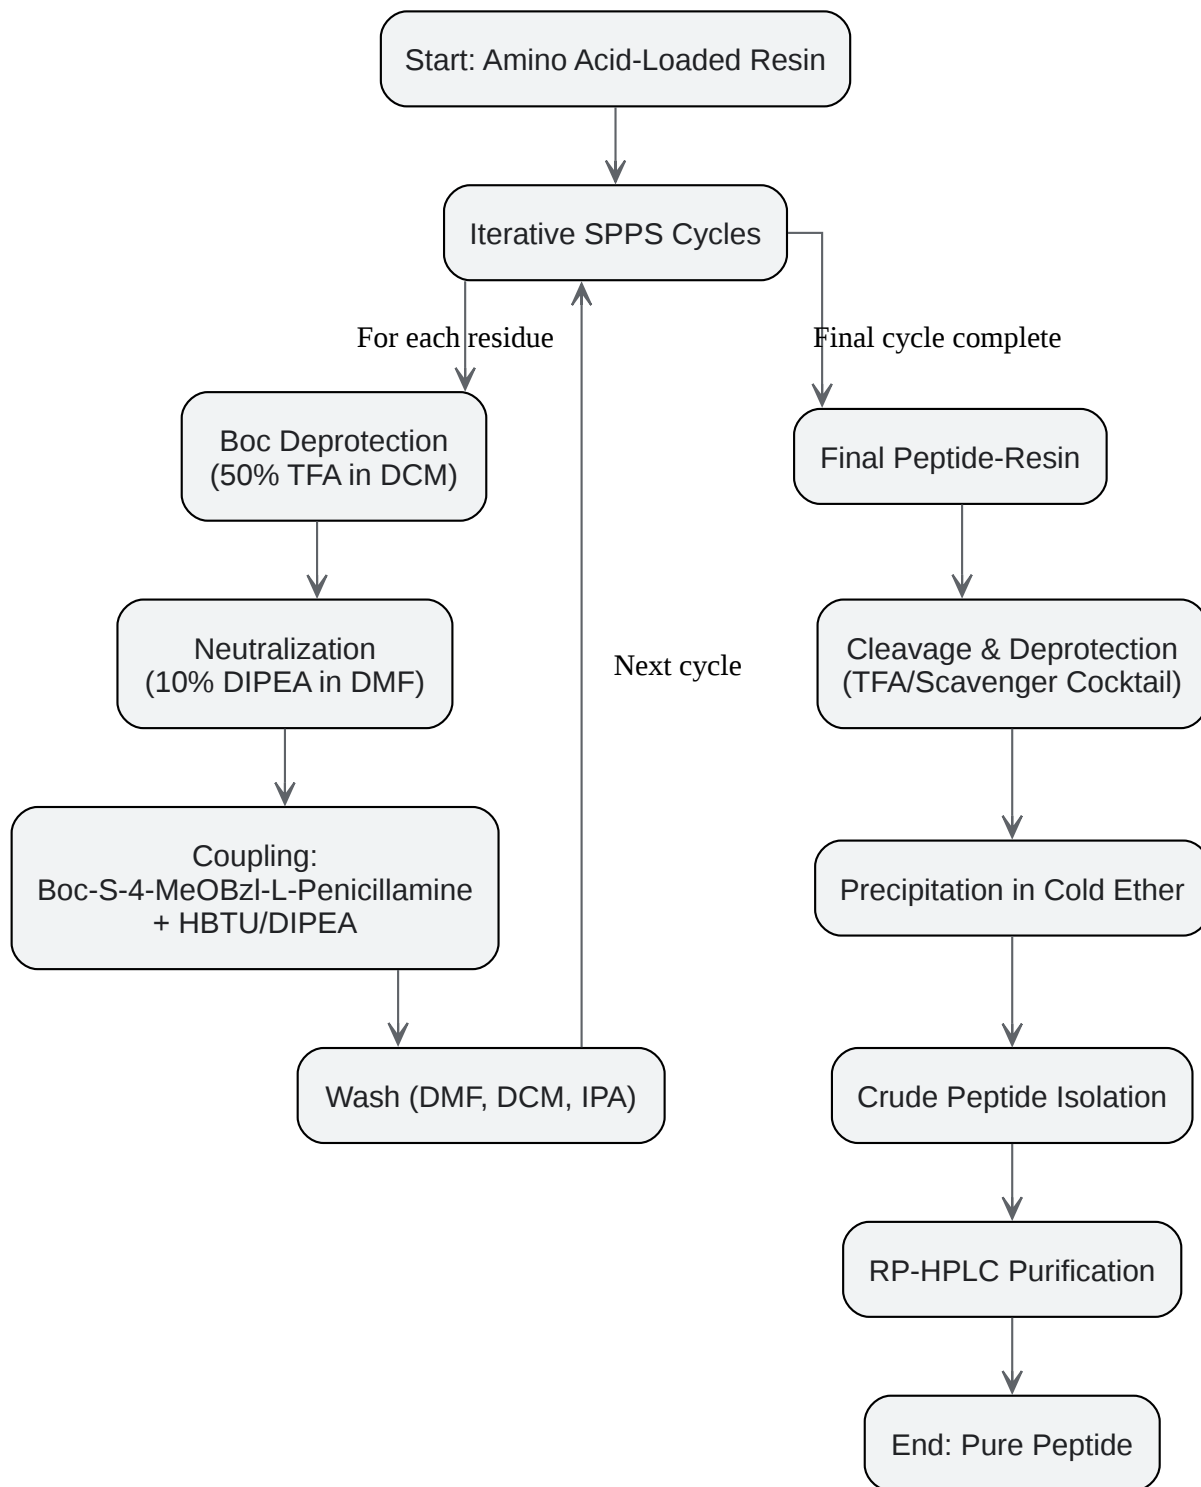 Start: Amino Acid-Loaded Resin
Iterative SPPS Cycles
For each residue
Final cycle complete
Boc Deprotection
(50% TFA in DCM)
Final Peptide-Resin
Neutralization
(10% DIPEA in DMF)
Next cycle
Cleavage & Deprotection
(TFA/Scavenger Cocktail)
Coupling:
Boc-S-4-MeOBzl-L-Penicillamine
+ HBTU/DIPEA
Precipitation in Cold Ether
Wash (DMF, DCM, IPA)
Crude Peptide Isolation
RP-HPLC Purification
End: Pure Peptide